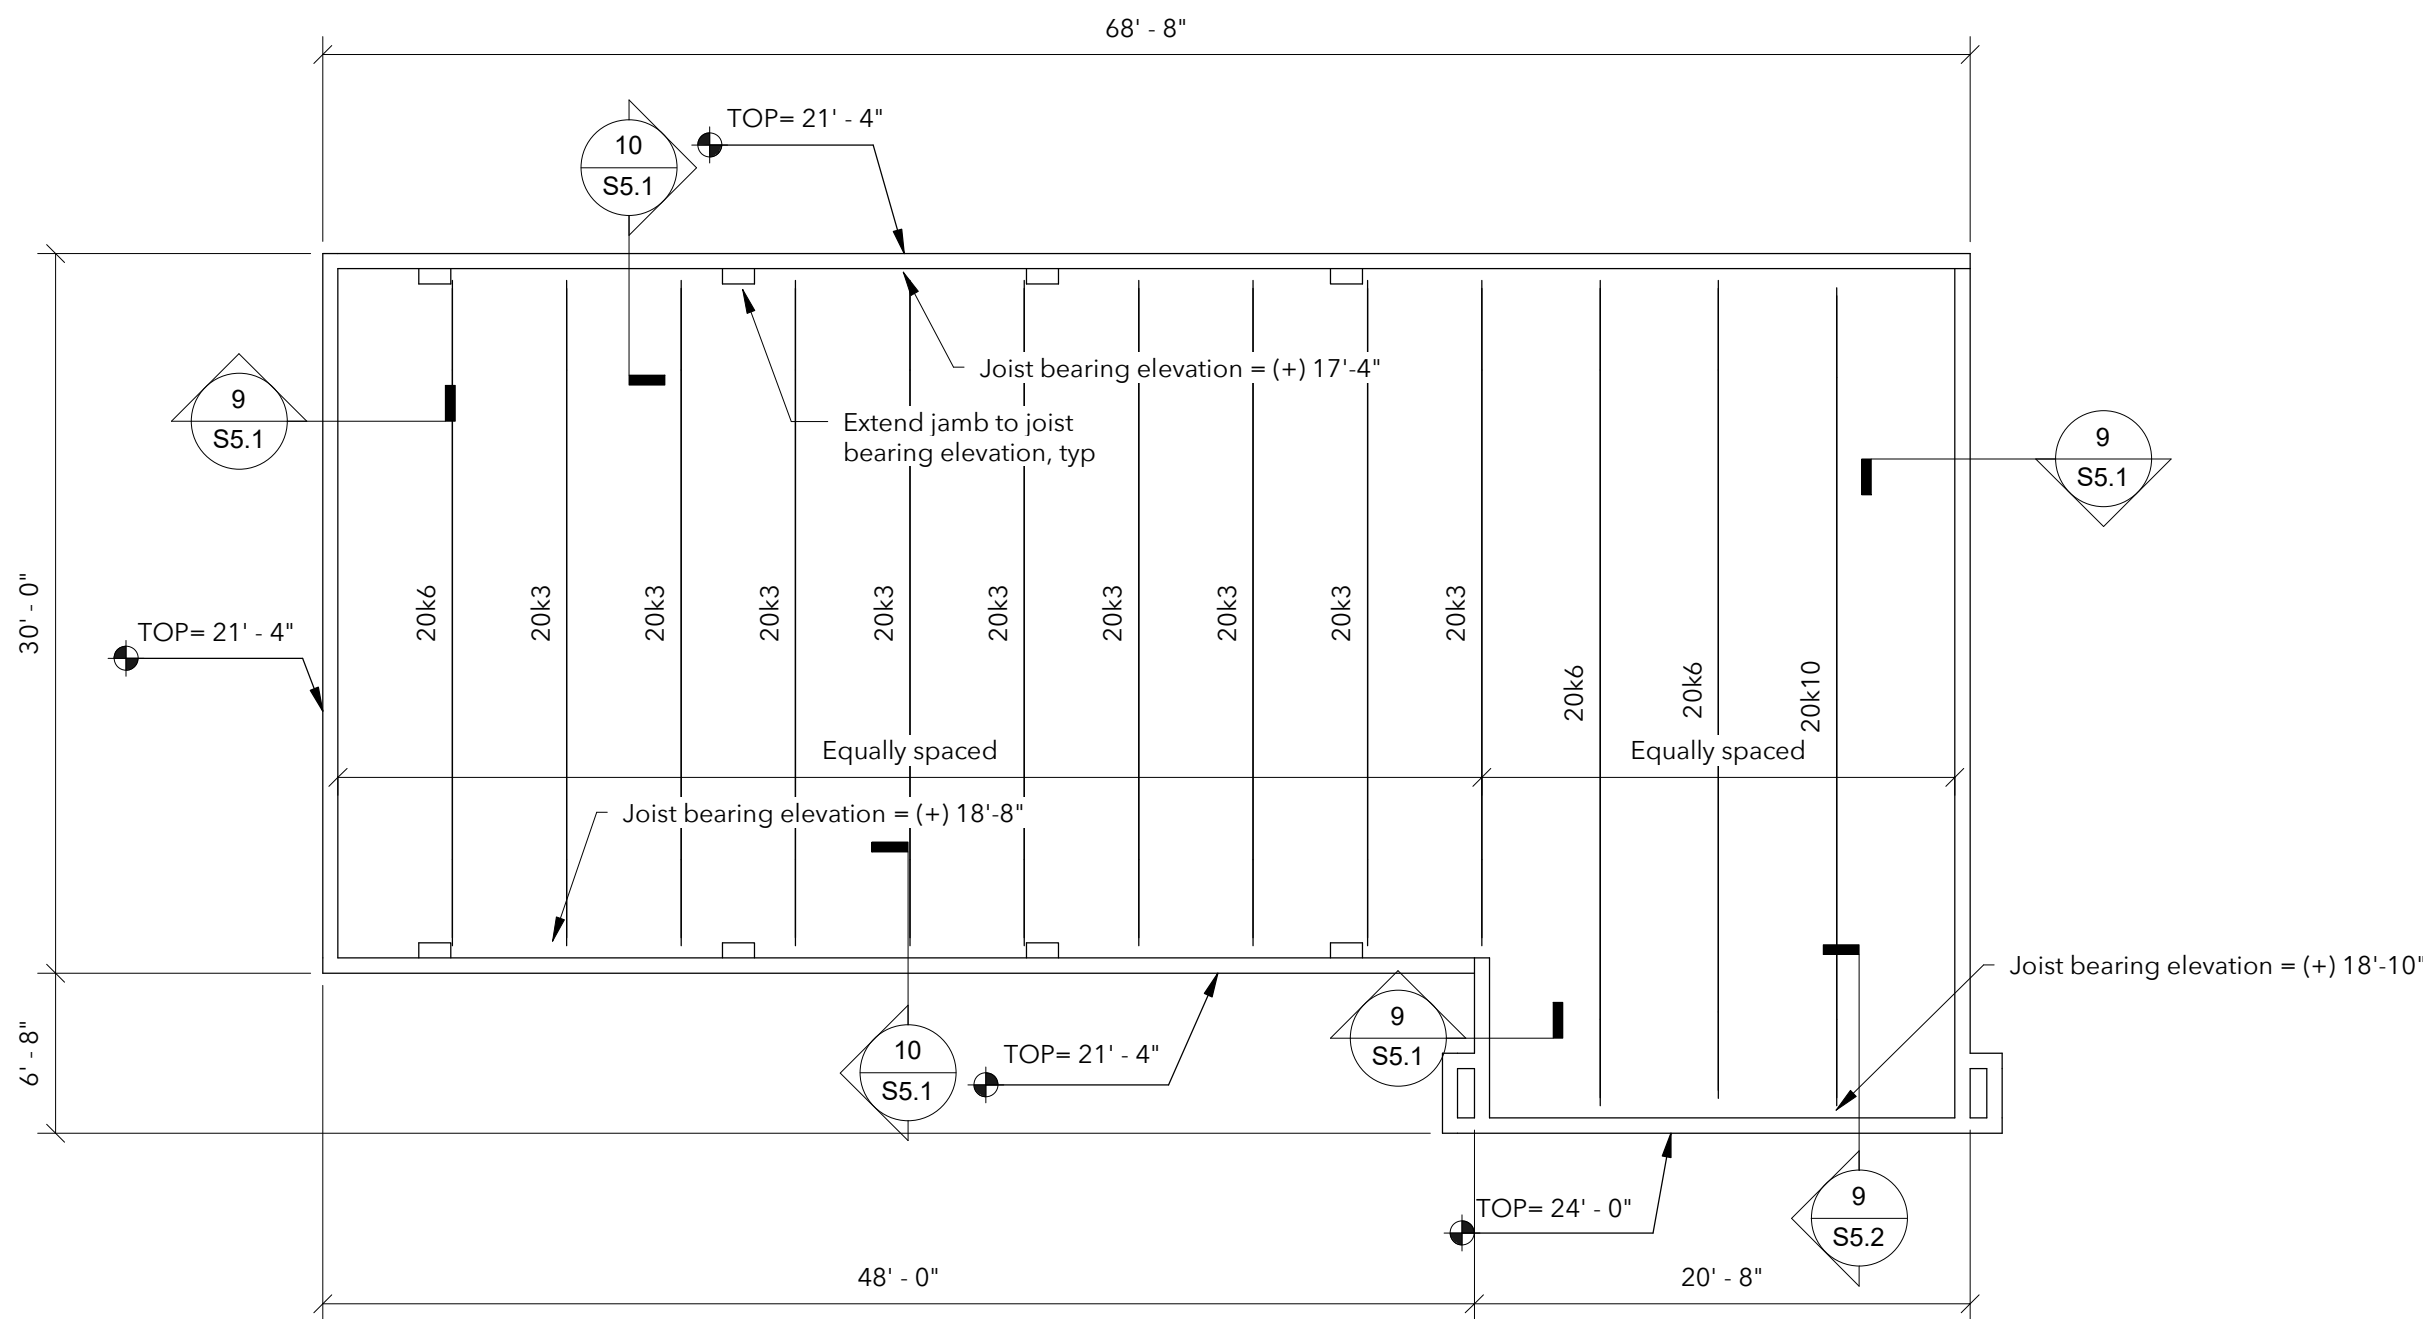 68' - 8"
TOP= 21' - 4"
10
S5.1
Joist bearing elevation = (+) 17'-4"
9
S5.1
Extend jamb to joist
bearing elevation, typ
9
S5.1
30' - 0"
TOP= 21' - 4"
20k6
20k3
20k3
20k3
20k3
20k3
20k3
20k3
20k3
20k3
20k6
20k6
20k10
Equally spaced
Equally spaced
Joist bearing elevation = (+) 18'-8"
Joist bearing elevation = (+) 18'-10"
6' - 8"
10
S5.1
TOP= 21' - 4"
9
S5.1
TOP= 24' - 0"
9
S5.2
48' - 0"
20' - 8"